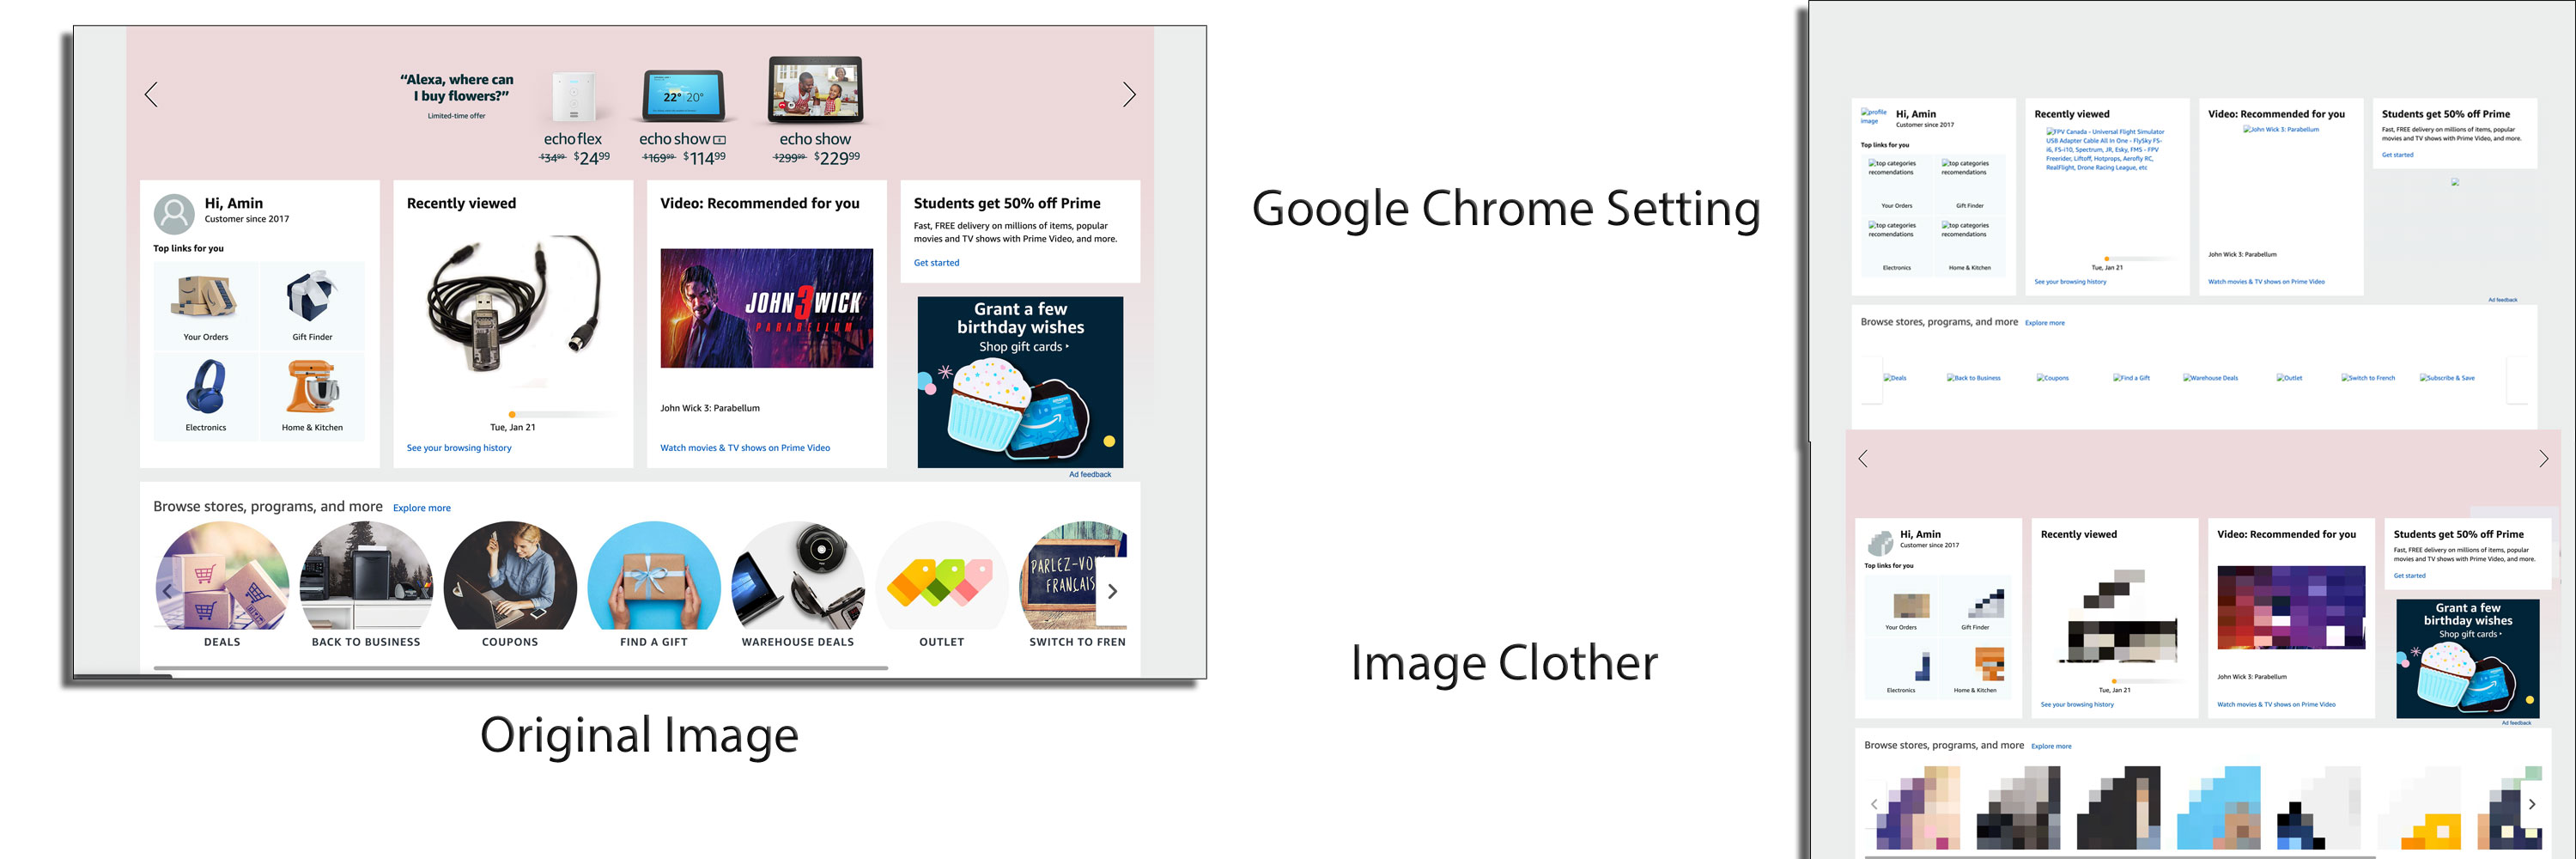 “Alexa, where can
I buy flowers?”
Limited-time offer
22° 20°
echo flex
$34⁹⁹ $24⁹⁹
echo show 8
$169⁹⁹ $114⁹⁹
echo show
$299⁹⁹ $229⁹⁹
Hi, Amin
Customer since 2017
Top links for you
Your Orders
Gift Finder
Electronics
Home & Kitchen
Recently viewed
Tue, Jan 21
See your browsing history
Video: Recommended for you
JOHN 3 WICK
PARABELLUM
John Wick 3: Parabellum
Watch movies & TV shows on Prime Video
Students get 50% off Prime
Fast, FREE delivery on millions of items, popular
movies and TV shows with Prime Video, and more.
Get started
Grant a few
birthday wishes
Shop gift cards
Ad feedback
Browse stores, programs, and more Explore more
PARLEZ-VO
FRANÇAIS
DEALS
BACK TO BUSINESS
COUPONS
FIND A GIFT
WAREHOUSE DEALS
OUTLET
SWITCH TO FREN
Original Image
Google Chrome Setting
Image Clother
profile
image
Hi, Amin
Customer since 2017
Top links for you
top categories
recomendations
top categories
recomendations
Your Orders
Gift Finder
top categories
recomendations
top categories
recomendations
Electronics
Home & Kitchen
Recently viewed
FPV Canada - Universal Flight Simulator
USB Adapter Cable All In One - FlySky FS-
i6, FS-i10, Spectrum, JR, Esky, FMS - FPV
Freerider, Liftoff, Hotprops, Aerofly RC,
RealFlight, Drone Racing League, etc
Tue, Jan 21
See your browsing history
Video: Recommended for you
John Wick 3: Parabellum
John Wick 3: Parabellum
Watch movies & TV shows on Prime Video
Students get 50% off Prime
Fast, FREE delivery on millions of items, popular
movies and TV shows with Prime Video, and more.
Get started
Ad feedback
Browse stores, programs, and more Explore more
Deals
Back to Business
Coupons
Find a Gift
Warehouse Deals
Outlet
Switch to French
Subscribe & Save
Hi, Amin
Customer since 2017
Top links for you
Your Orders
Gift Finder
Electronics
Home & Kitchen
Recently viewed
Tue, Jan 21
See your browsing history
Video: Recommended for you
John Wick 3: Parabellum
Watch movies & TV shows on Prime Video
Students get 50% off Prime
Fast, FREE delivery on millions of items, popular
movies and TV shows with Prime Video, and more.
Get started
Grant a few
birthday wishes
Shop gift cards
Ad feedback
Browse stores, programs, and more Explore more